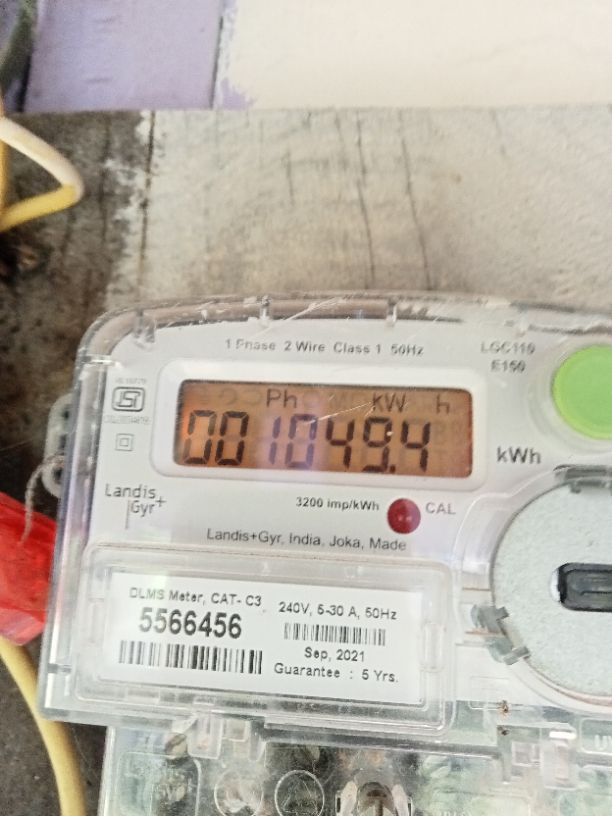 1 Phase 2 Wire Class 1 50Hz
LGC110
E150
ISI
Ph kW h
001049.4
kWh
Landis
Gyr+
3200 imp/kWh
CAL
Landis+Gyr, India, Joka, Made
DLMS Meter, CAT- C3
5566456
240V, 5-30 A, 50Hz
Sep, 2021
Guarantee : 5 Yrs.